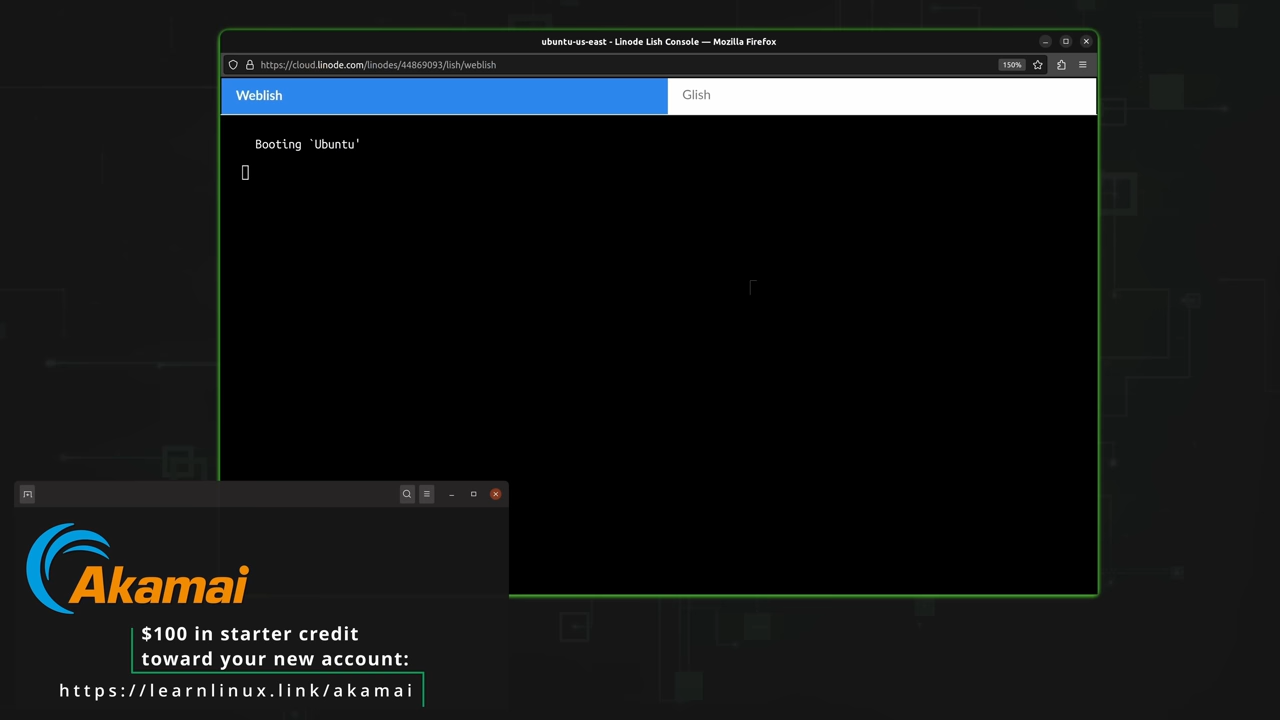 ubuntu-us-east - Linode Lish Console — Mozilla Firefox
https://cloud.linode.com/linodes/44869093/lish/weblish
150%
Weblish
Glish
Booting `Ubuntu'
Akamai
$100 in starter credit
toward your new account:
https://learnlinux.link/akamai